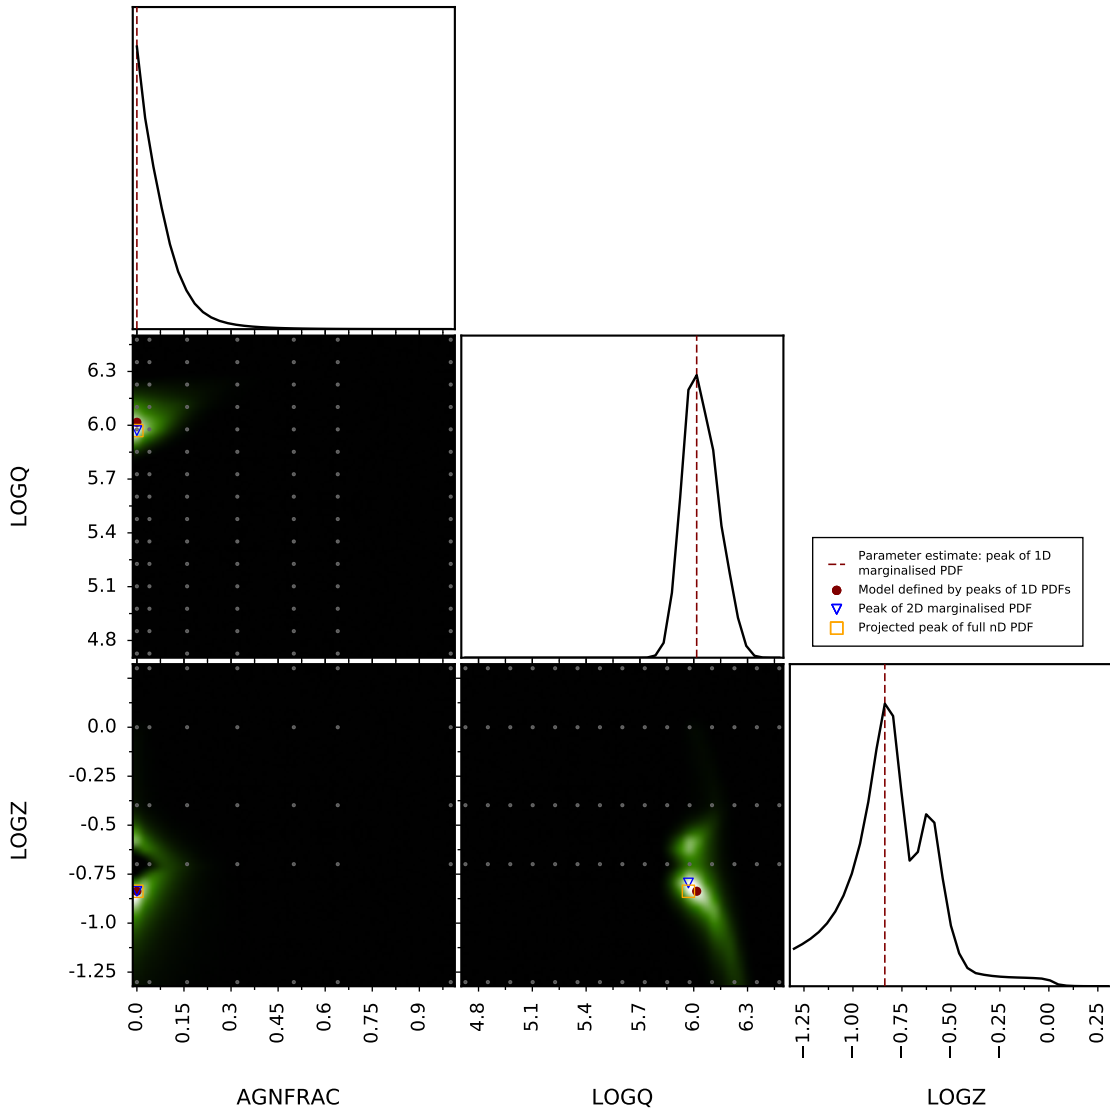 6.3
6.0
5.7
5.4
5.1
4.8
LOGQ
Parameter estimate: peak of 1D
marginalised PDF
Model defined by peaks of 1D PDFs
Peak of 2D marginalised PDF
Projected peak of full nD PDF
0.0
-0.25
-0.5
-0.75
-1.0
-1.25
LOGZ
0.0 0.15 0.3 0.45 0.6 0.75 0.9
4.8 5.1 5.4 5.7 6.0 6.3
−1.25 −1.00 −0.75 −0.50 −0.25 0.00 0.25
AGNFRAC LOGQ LOGZ